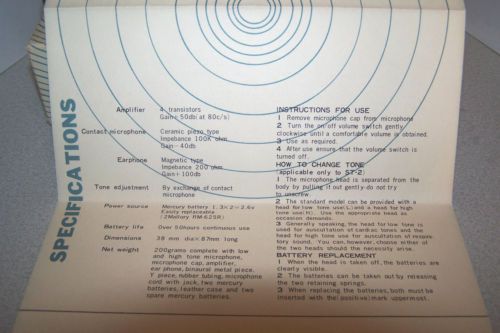 SPECIFICATIONS
Amplifier 4 transistors
Gain+50db(at 80c/s)
Contact microphone Ceramic piezo type
Impebance 100K ohm
Gain-40db
Earphone Magnetic type
Impebance 200 ohm
Gain+100db
Tone adjustment By exchange of contact
microphone
Power source Mercury battery 1.3×2=2.6v
Easily replaceable
(2Mallory RM625R)
Battery life Over 50hours continuous use
Dimensions 38 mm dia×87mm long
Net weight 200grams complete with low
and high tone microphone,
microphone cap, amplifier,
ear phone, binaural metal piece,
Y piece, rubber tubing, microphone
cord with jack, two mercury
batteries, leather case and two
spare mercury batteries.
INSTRUCTIONS FOR USE
1 Remove microphone cap from microphone
2 Turn the on/off volume switch gently
clockwise until a comfortable volume is obtained.
3 Use as required.
4 After use ensure that the volume switch is
turned off.
HOW TO CHANGE TONE
(applicable only to ST-2)
1 The microphone head is separated from the
body by pulling it out gently-do not try
to unscrew.
2 The standard model can be provided with a
head for low tone use(L) and a head for high
tone use(H). Use the appropriate head as
occasion demands.
3 Generally speaking, the head for low tone is
used for auscultation of cardiac tones and the
head for high tone use for auscultation of respira-
tory sound. You can, however, choose either of
the two heads should the necessity arise.
BATTERY REPLACEMENT
1 When the head is taken off, the batteries are
clearly visible.
2 The batteries can be taken out by releasing
the two retaining springs.
3 When replacing the batteries, both must be
inserted with the(positive)mark uppermost.